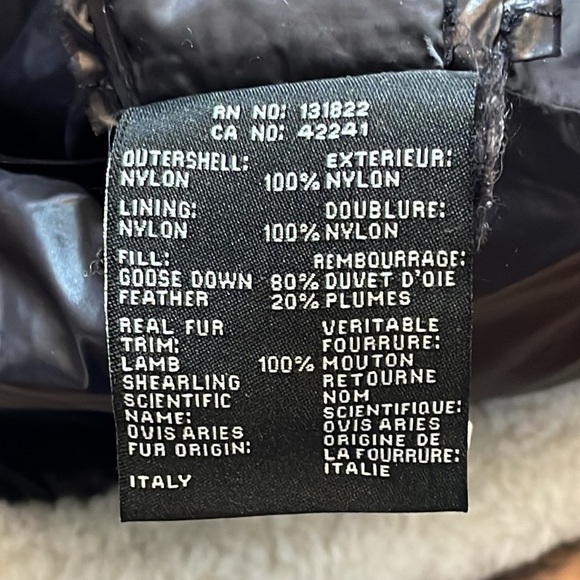 RN NO: 131822
CA NO: 42241
OUTERSHELL: EXTERIEUR:
NYLON 100% NYLON
LINING: DOUBLURE:
NYLON 100% NYLON
FILL: REMBOURRAGE:
GOOSE DOWN 80% DUVET D'OIE
FEATHER 20% PLUMES
REAL FUR VERITABLE
TRIM: FOURRURE:
LAMB 100% MOUTON
SHEARLING RETOURNE
SCIENTIFIC NOM
NAME: SCIENTIFIQUE:
OVIS ARIES OVIS ARIES
FUR ORIGIN: ORIGINE DE
LA FOURRURE:
ITALY ITALIE